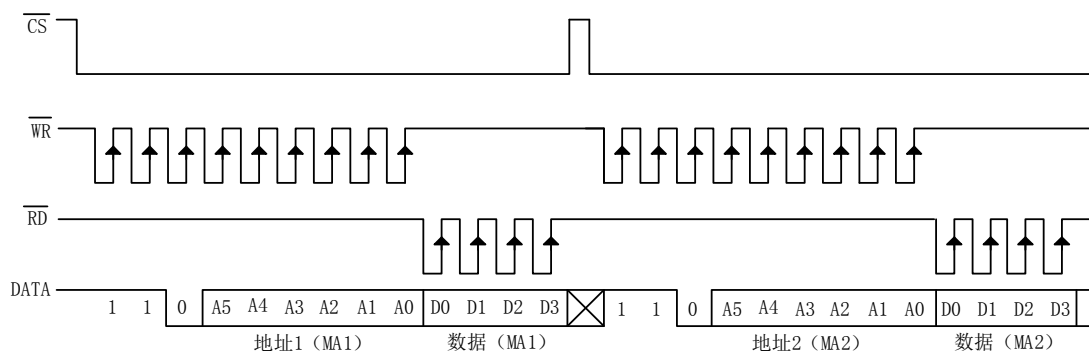 CS
WR
RD
DATA 1 1 0 A5 A4 A3 A2 A1 A0 D0 D1 D2 D3 1 1 0 A5 A4 A3 A2 A1 A0 D0 D1 D2 D3
地址1（MA1） 数据（MA1） 地址2（MA2） 数据（MA2）